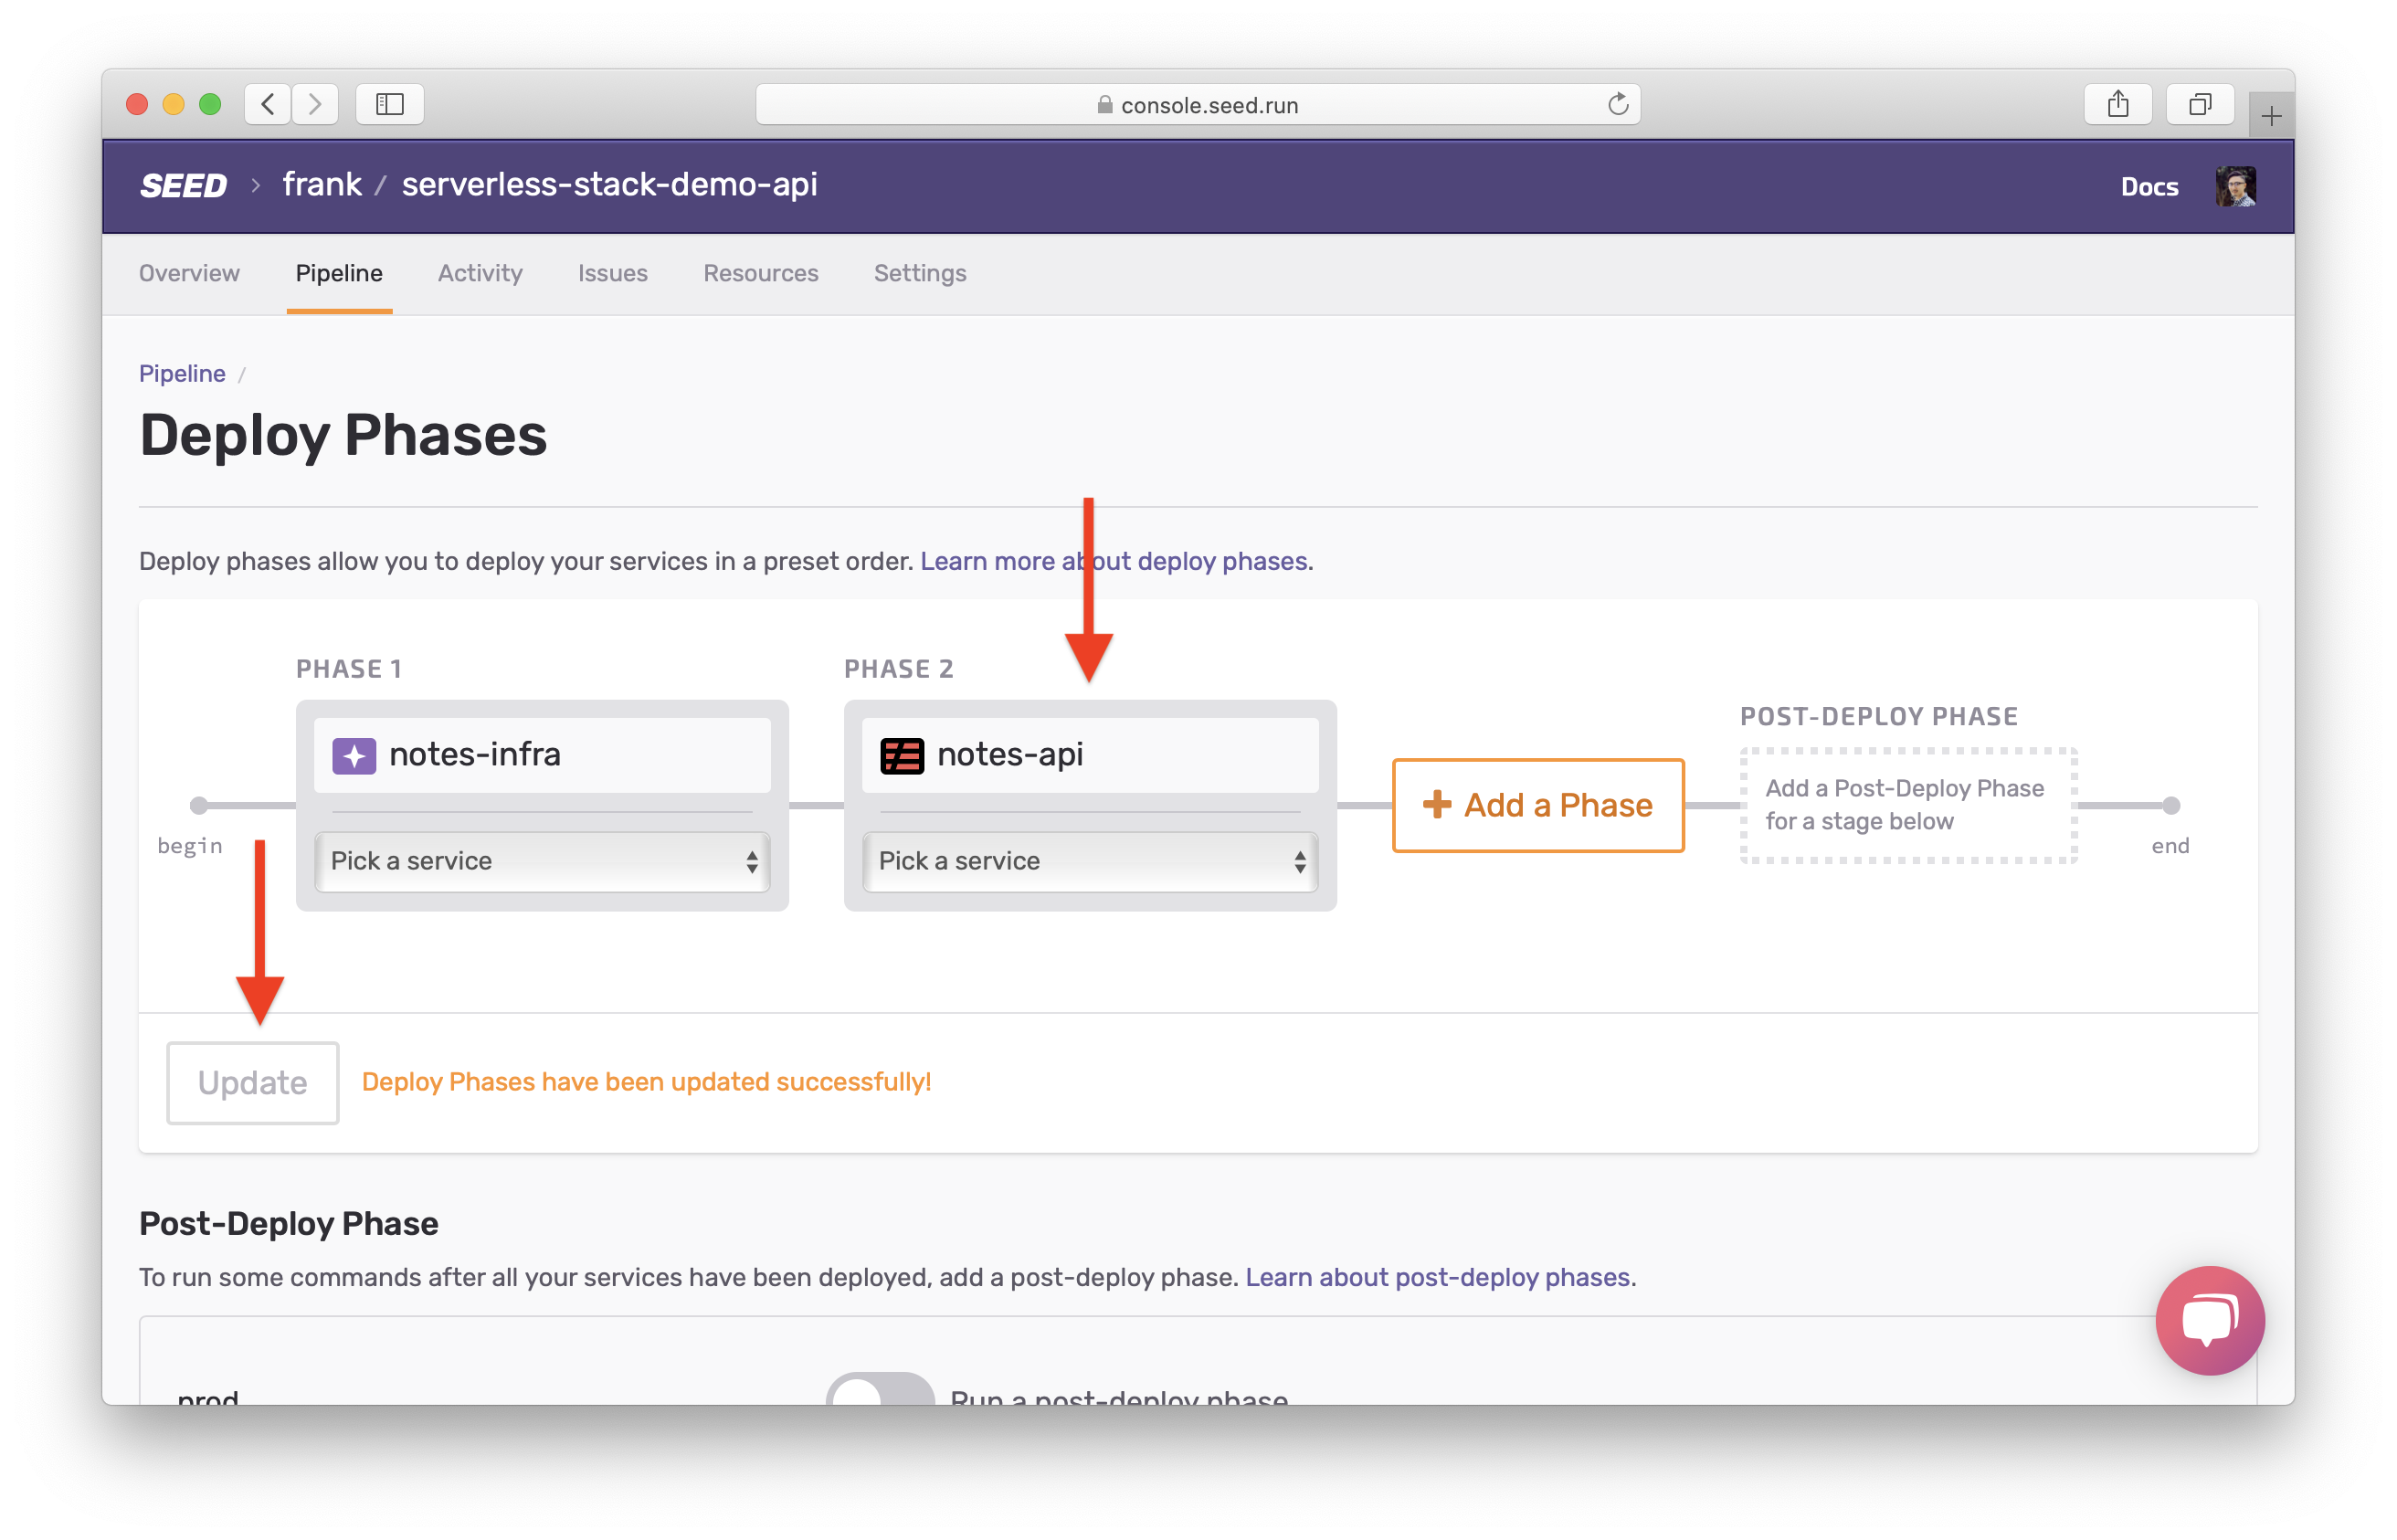 console.seed.run
SEED > frank / serverless-stack-demo-api
Docs
Overview Pipeline Activity Issues Resources Settings
Pipeline /
Deploy Phases
Deploy phases allow you to deploy your services in a preset order. Learn more about deploy phases.
PHASE 1
PHASE 2
POST-DEPLOY PHASE
notes-infra
notes-api
Add a Phase
Add a Post-Deploy Phase
for a stage below
begin
end
Pick a service
Pick a service
Update
Deploy Phases have been updated successfully!
Post-Deploy Phase
To run some commands after all your services have been deployed, add a post-deploy phase. Learn about post-deploy phases.
prod
Run a post-deploy phase